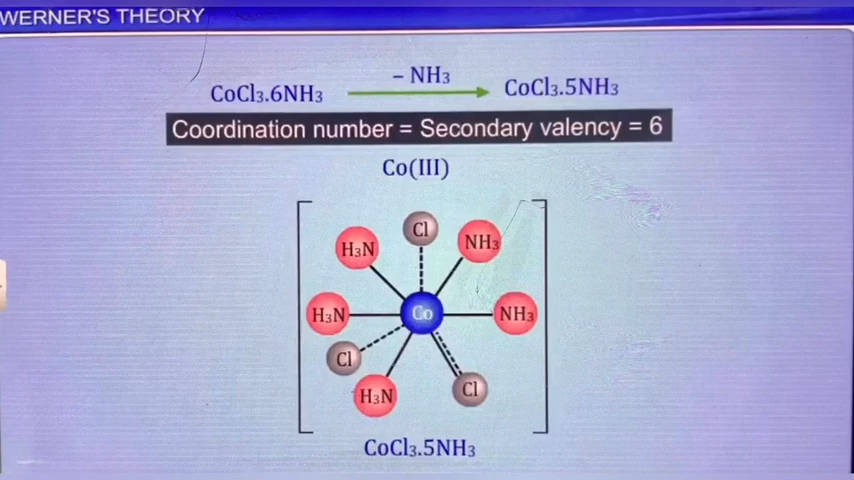 WERNER'S THEORY
– NH₃
CoCl₃.6NH₃ CoCl₃.5NH₃
Coordination number = Secondary valency = 6
Co(III)
Cl
H₃N NH₃
H₃N Co NH₃
Cl
H₃N Cl
CoCl₃.5NH₃